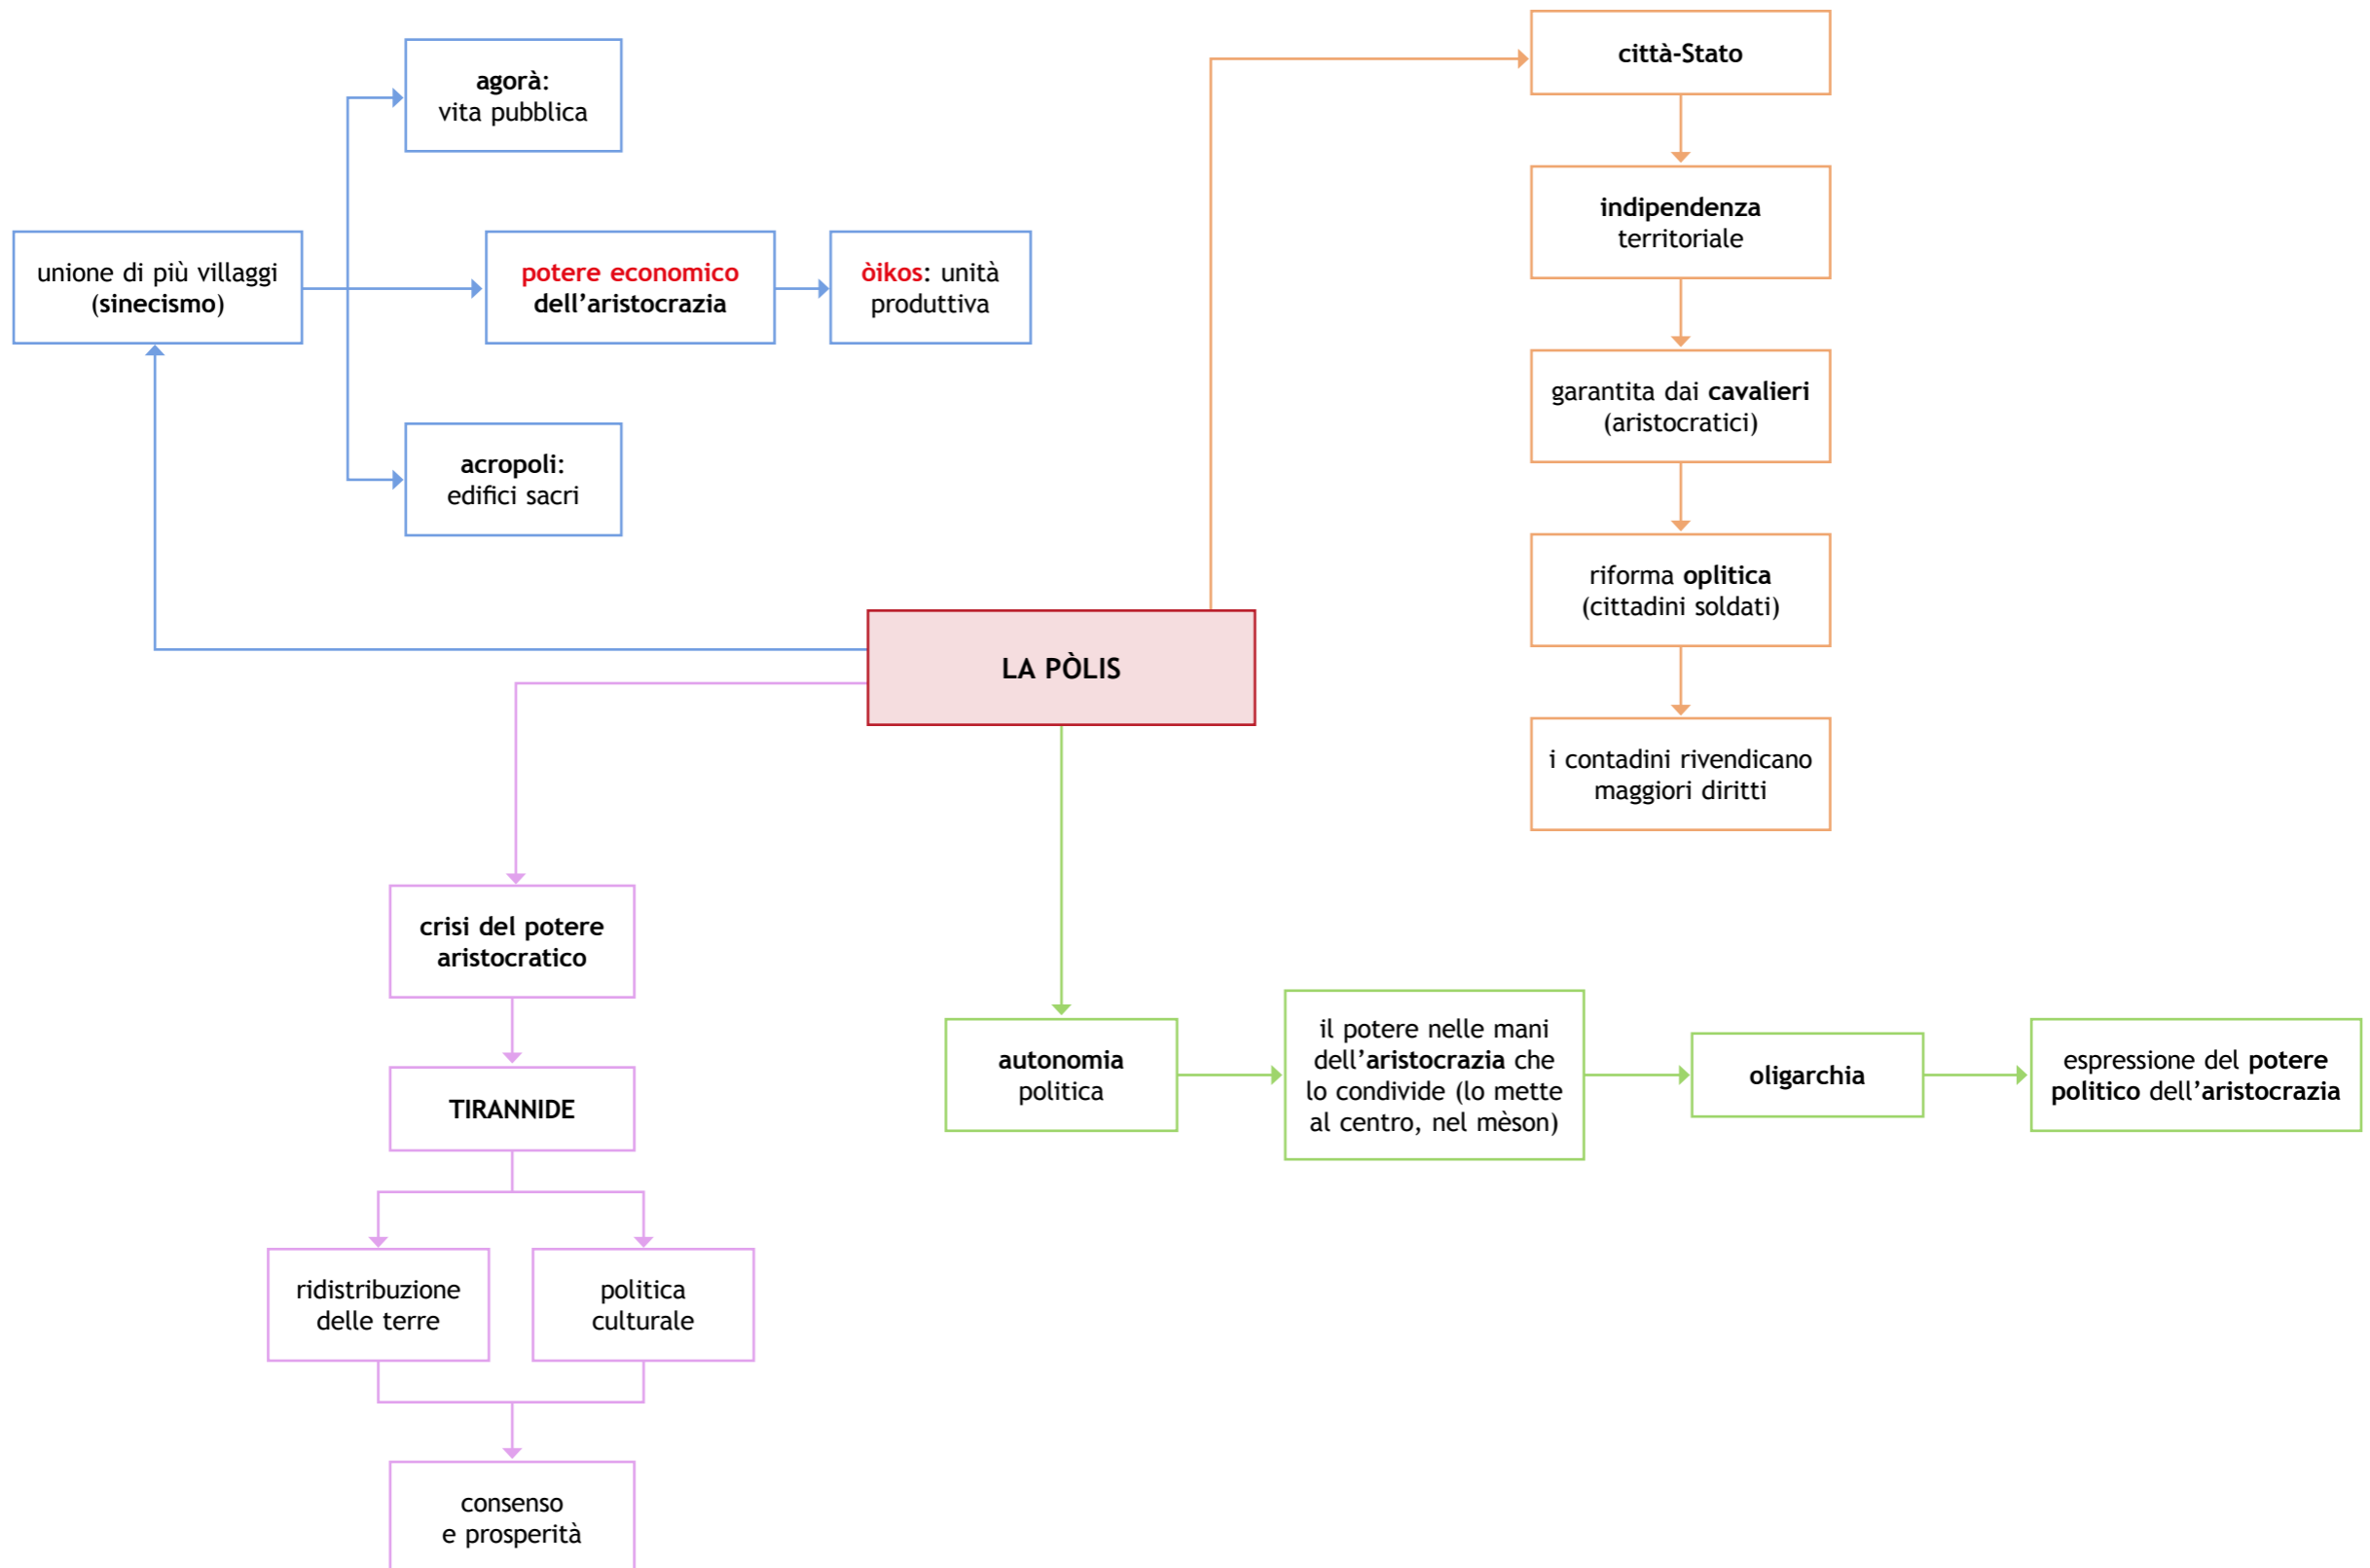 agorà:
vita pubblica
unione di più villaggi
(sinecismo)
potere economico
dell’aristocrazia
òikos: unità
produttiva
acropoli:
edifici sacri
città-Stato
indipendenza
territoriale
garantita dai cavalieri
(aristocratici)
riforma oplitica
(cittadini soldati)
i contadini rivendicano
maggiori diritti
LA PÒLIS
crisi del potere
aristocratico
TIRANNIDE
ridistribuzione
delle terre
politica
culturale
consenso
e prosperità
autonomia
politica
il potere nelle mani
dell’aristocrazia che
lo condivide (lo mette
al centro, nel mèson)
oligarchia
espressione del potere
politico dell’aristocrazia